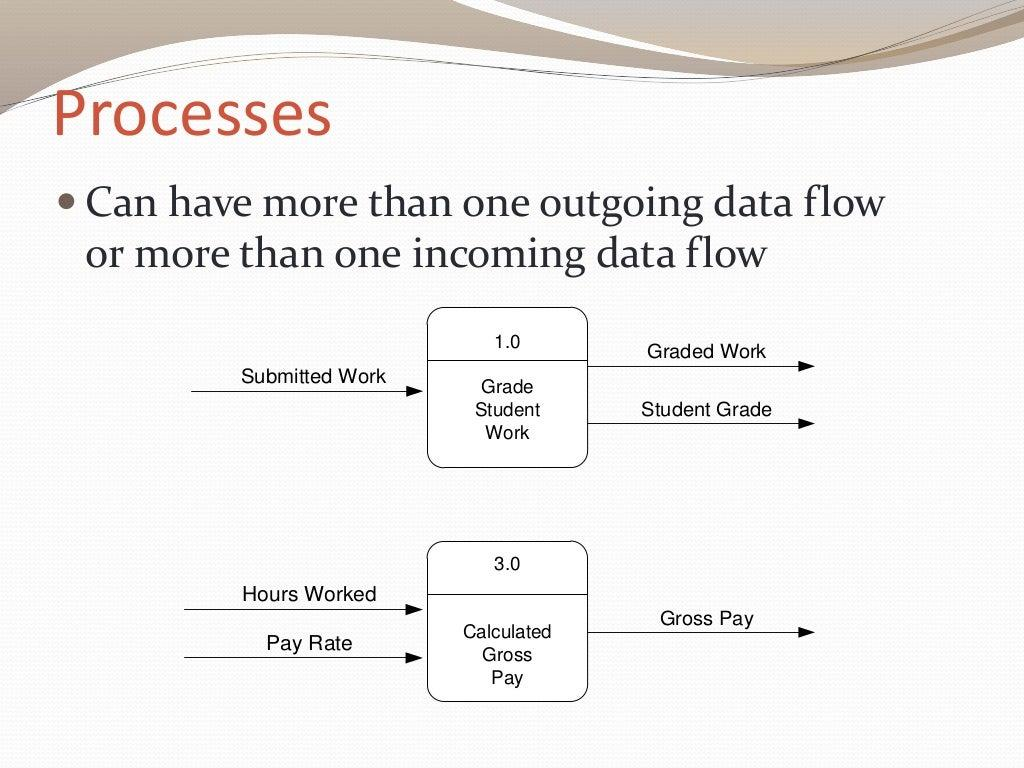 Processes
• Can have more than one outgoing data flow
or more than one incoming data flow
1.0
Submitted Work
Grade
Student
Work
Graded Work
Student Grade
3.0
Hours Worked
Pay Rate
Calculated
Gross
Pay
Gross Pay